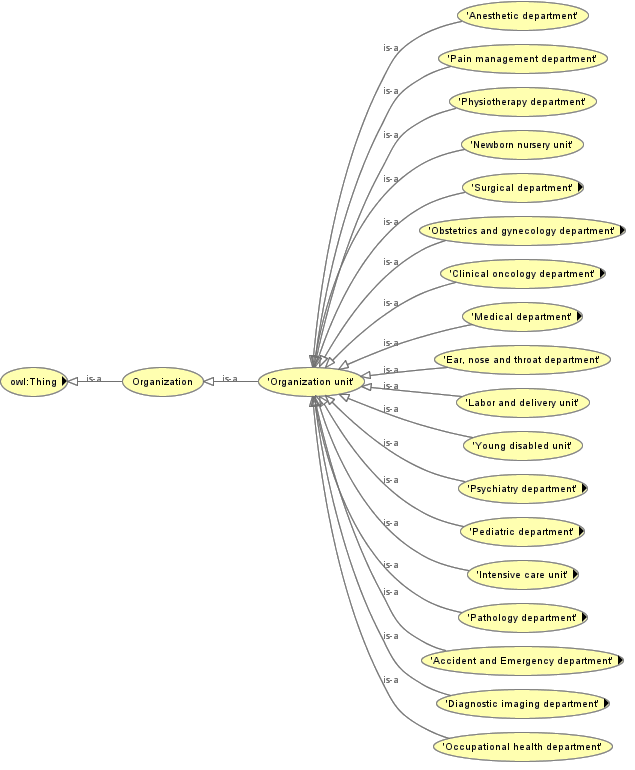 'Anesthetic department'
is-a
'Pain management department'
is-a
'Physiotherapy department'
is-a
'Newborn nursery unit'
is-a
'Surgical department'
is-a
'Obstetrics and gynecology department'
is-a
'Clinical oncology department'
is-a
'Medical department'
is-a
'Ear, nose and throat department'
is-a
owl:Thing is-a Organization is-a 'Organization unit'
is-a
'Labor and delivery unit'
is-a
'Young disabled unit'
is-a
'Psychiatry department'
is-a
'Pediatric department'
is-a
'Intensive care unit'
is-a
'Pathology department'
is-a
'Accident and Emergency department'
is-a
'Diagnostic imaging department'
'Occupational health department'